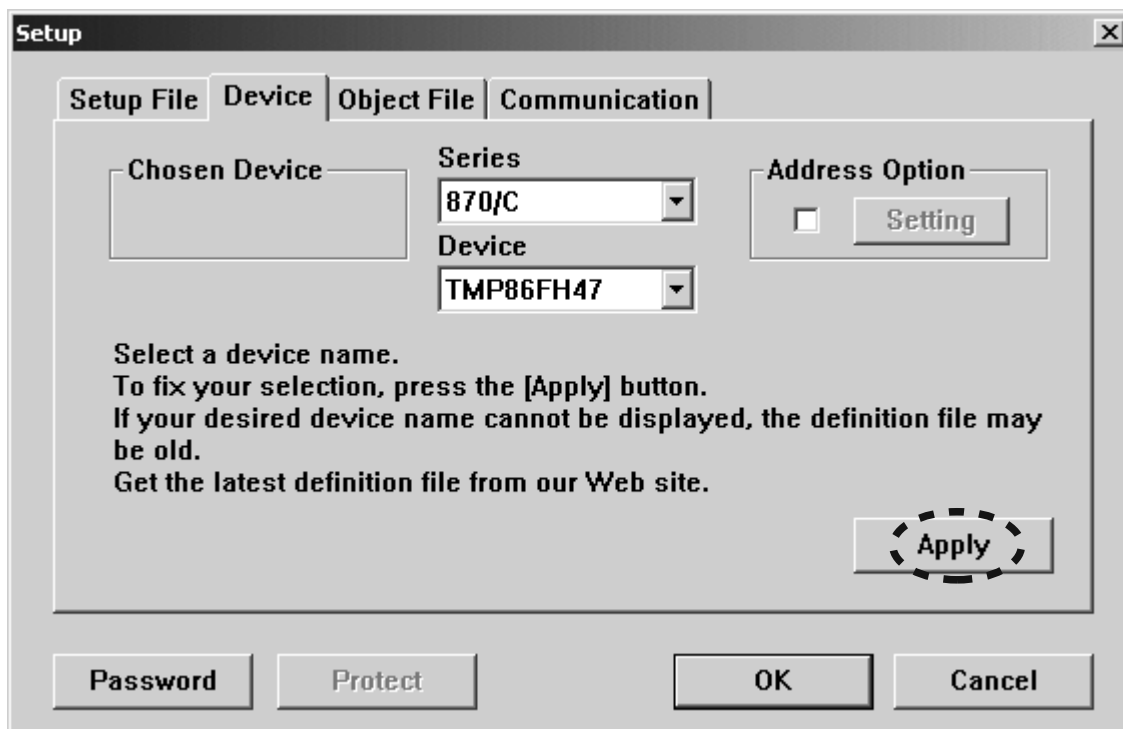 Setup
Setup File Device Object File Communication
Chosen Device
Series
870/C
Device
TMP86FH47
Address Option
Setting
Select a device name.
To fix your selection, press the [Apply] button.
If your desired device name cannot be displayed, the definition file may
be old.
Get the latest definition file from our Web site.
Apply
Password Protect OK Cancel